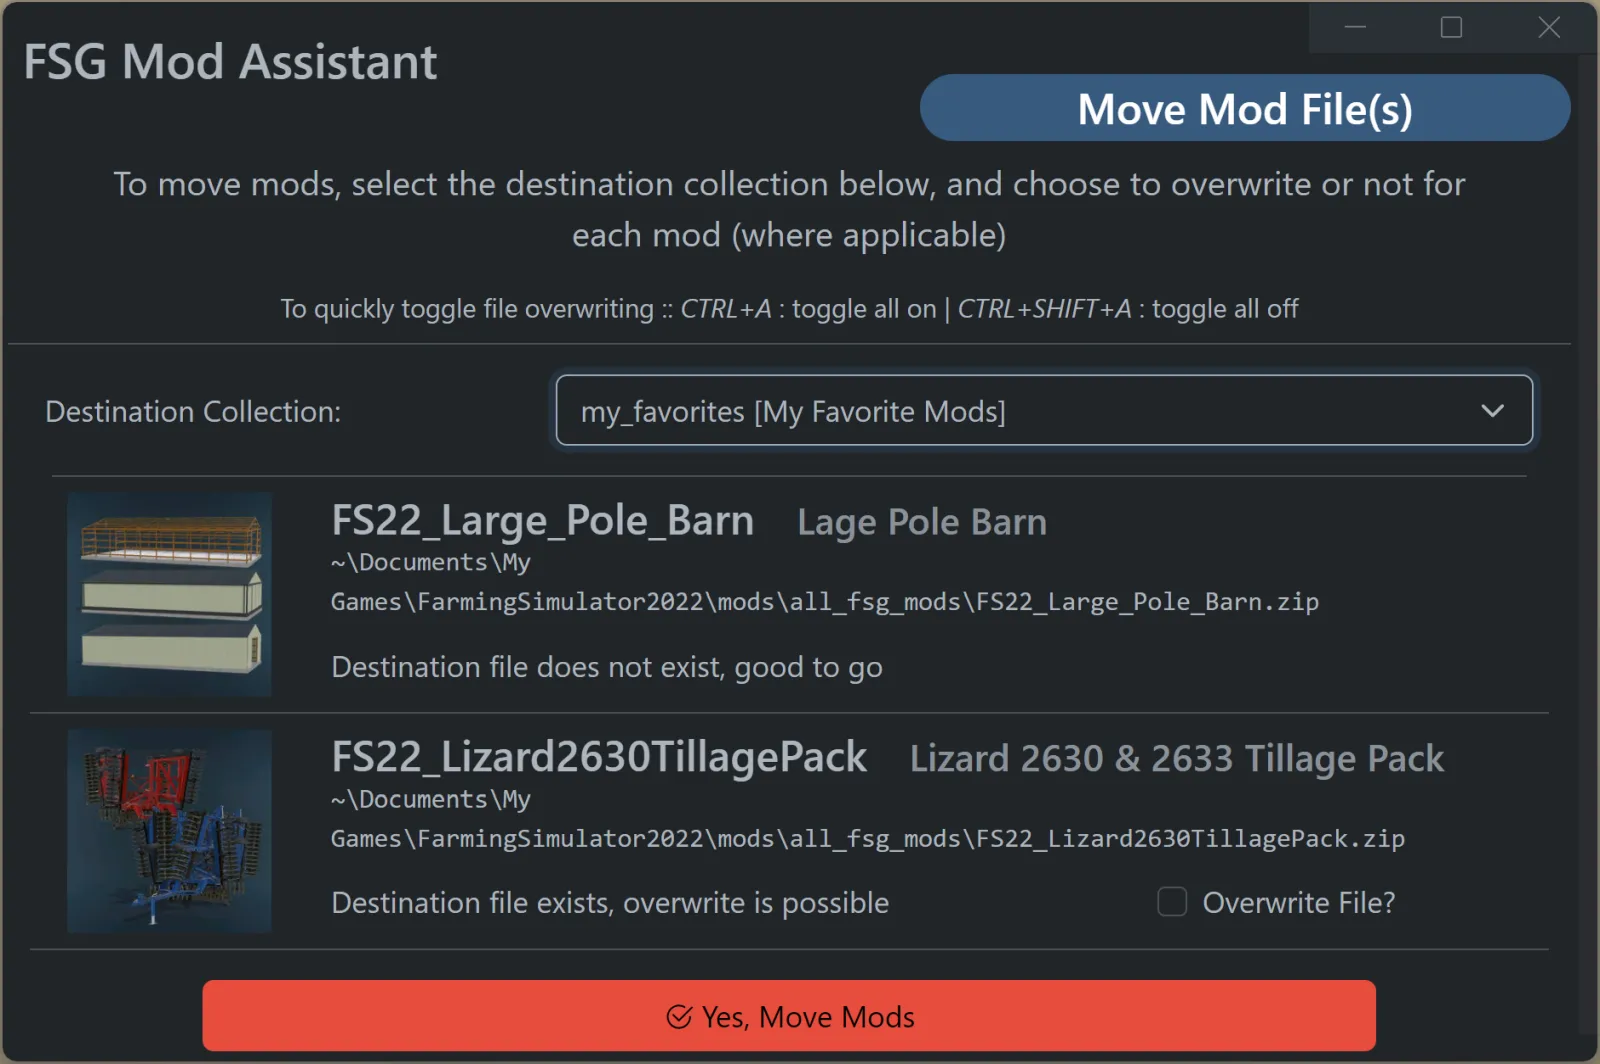 FSG Mod Assistant
Move Mod File(s)
To move mods, select the destination collection below, and choose to overwrite or not for
each mod (where applicable)
To quickly toggle file overwriting :: CTRL+A : toggle all on | CTRL+SHIFT+A : toggle all off
Destination Collection:
my_favorites [My Favorite Mods]
FS22_Large_Pole_Barn Lage Pole Barn
~\Documents\My
Games\FarmingSimulator2022\mods\all_fsg_mods\FS22_Large_Pole_Barn.zip
Destination file does not exist, good to go
FS22_Lizard2630TillagePack Lizard 2630 & 2633 Tillage Pack
~\Documents\My
Games\FarmingSimulator2022\mods\all_fsg_mods\FS22_Lizard2630TillagePack.zip
Destination file exists, overwrite is possible
Overwrite File?
Yes, Move Mods